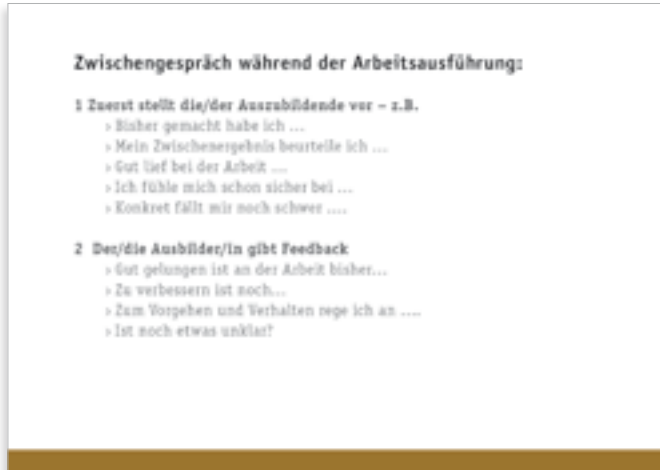 Zwischengespräch während der Arbeitsausführung:
1 Zuerst stellt die/der Auszubildende vor – z.B.
› Bisher gemacht habe ich ...
› Mein Zwischenergebnis beurteile ich ...
› Gut lief bei der Arbeit ....
› Ich fühle mich schon sicher bei ...
› Konkret fällt mir noch schwer ....
2 Der/die Ausbilder/in gibt Feedback
› Gut gelungen ist an der Arbeit bisher...
› Zu verbessern ist noch...
› Zum Vorgehen und Verhalten rege ich an ....
› Ist noch etwas unklar?